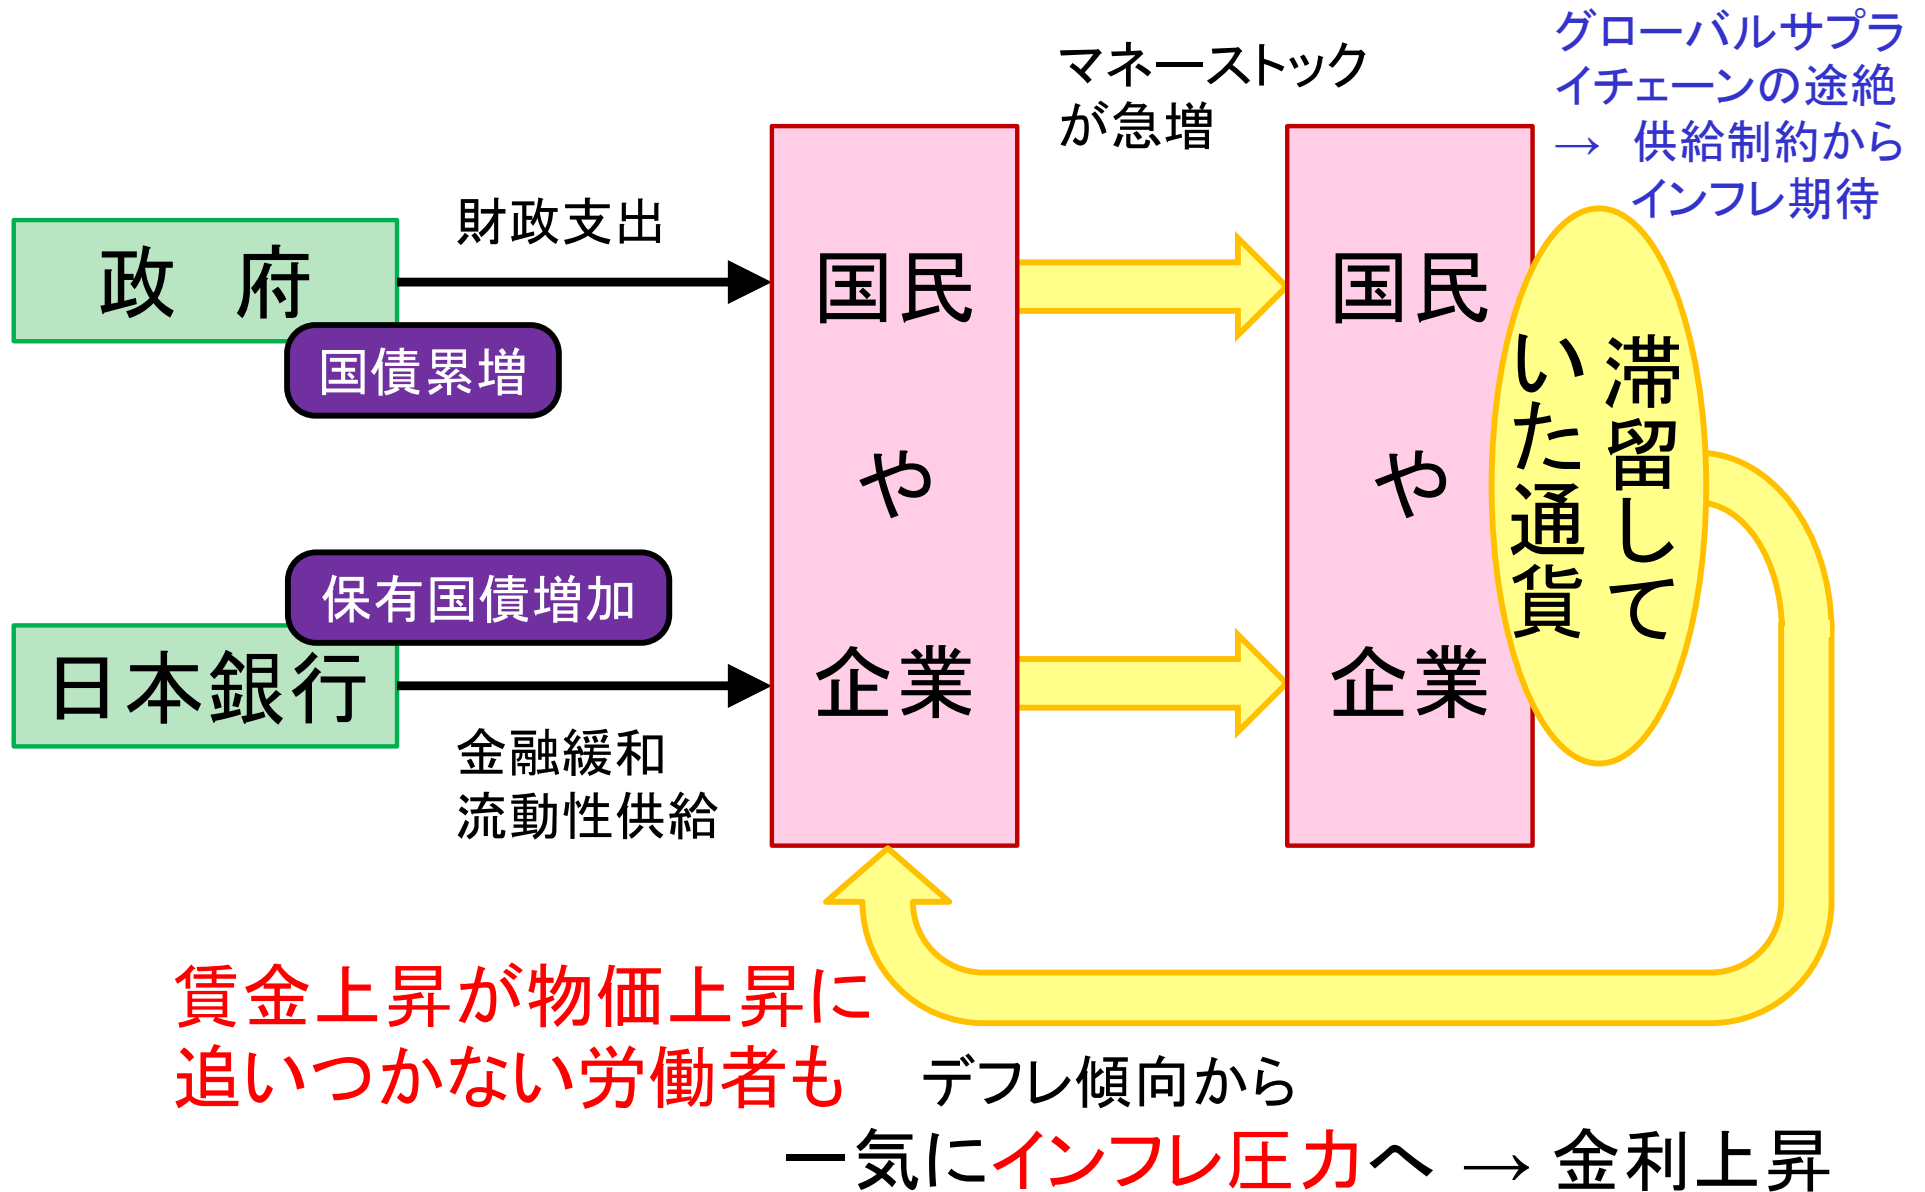 グローバルサプラ
イチェーンの途絶
→ 供給制約から
インフレ期待
マネーストック
が急増
財政支出
政 府
国債累増
国民
や
企業
国民
や
企業
滞留して
いた通貨
保有国債増加
日本銀行
金融緩和
流動性供給
賃金上昇が物価上昇に
追いつかない労働者も
デフレ傾向から
一気にインフレ圧力へ → 金利上昇